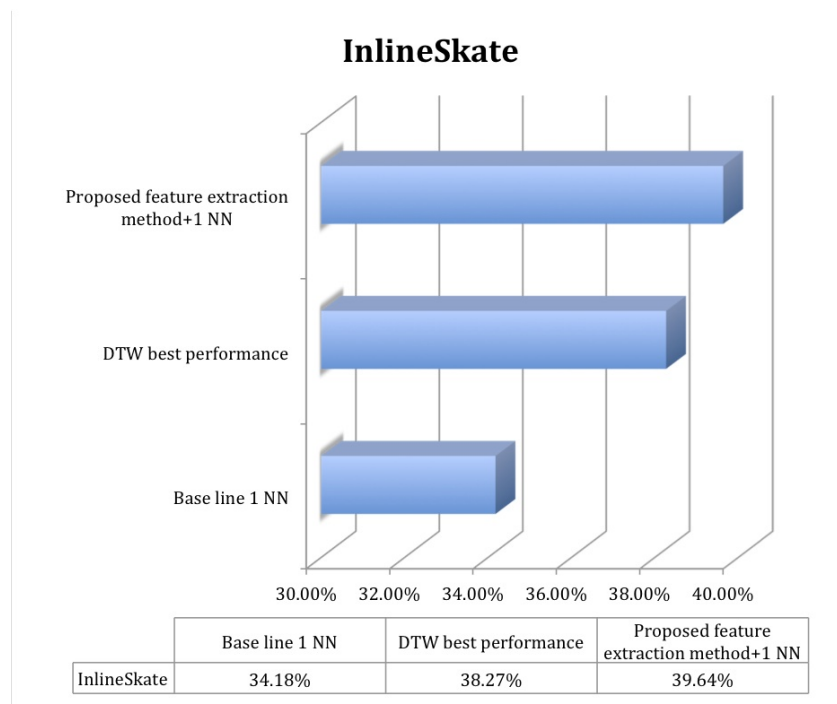 InlineSkate
Proposed feature extraction
method+1 NN
DTW best performance
Base line 1 NN
30.00% 32.00% 34.00% 36.00% 38.00% 40.00%
Base line 1 NN DTW best performance Proposed feature
extraction method+1 NN
InlineSkate 34.18% 38.27% 39.64%